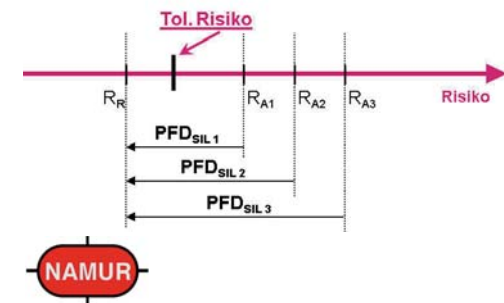 Tol. Risiko
R_R R_A1 R_A2 R_A3 Risiko
PFD_SIL 1
PFD_SIL 2
PFD_SIL 3
NAMUR